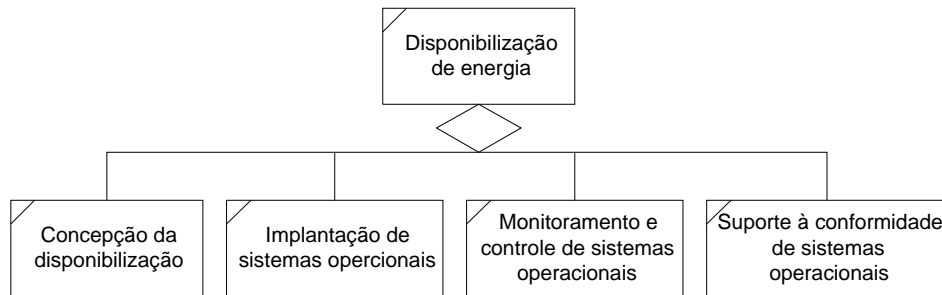 Disponibilização
de energia
Concepção da
disponibilização
Implantação de
sistemas opercionais
Monitoramento e
controle de sistemas
operacionais
Suporte à conformidade
de sistemas
operacionais